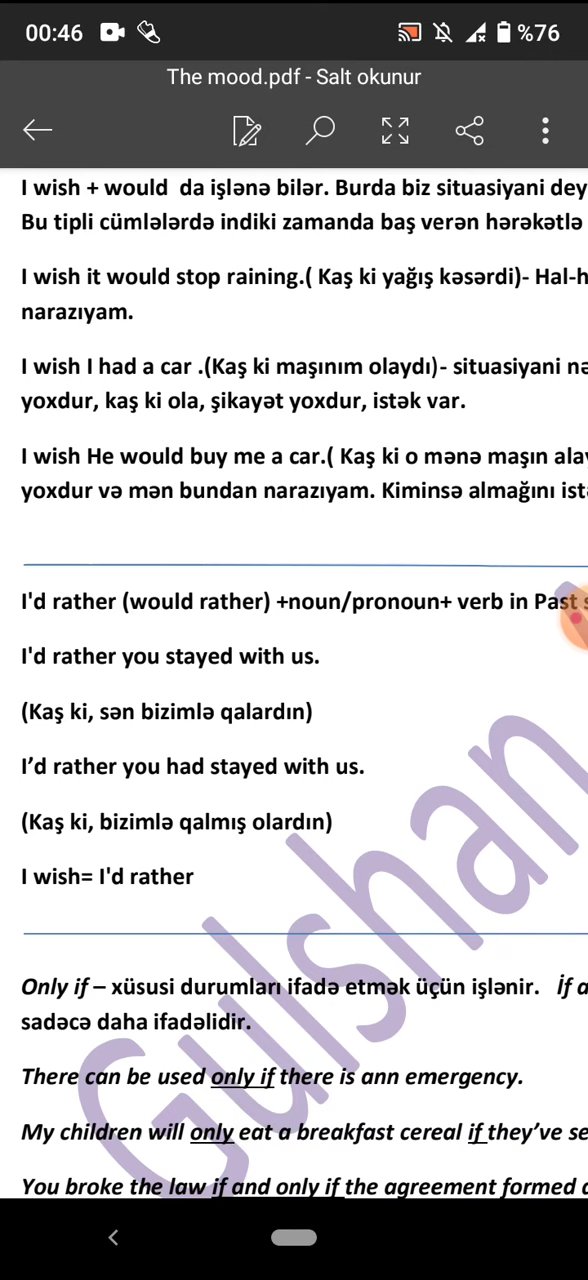 00:46 %76
The mood.pdf - Salt okunur
I wish + would da işlənə bilər. Burda biz situasiyani dey
Bu tipli cümlələrdə indiki zamanda baş verən hərəkətlə
I wish it would stop raining.( Kaş ki yağış kəsərdi)- Hal-h
narazıyam.
I wish I had a car .(Kaş ki maşınım olaydı)- situasiyani nə
yoxdur, kaş ki ola, şikayət yoxdur, istək var.
I wish He would buy me a car.( Kaş ki o mənə maşın alay
yoxdur və mən bundan narazıyam. Kiminsə almağını istə
I'd rather (would rather) +noun/pronoun+ verb in Past s
I'd rather you stayed with us.
(Kaş ki, sən bizimlə qalardın)
I’d rather you had stayed with us.
(Kaş ki, bizimlə qalmış olardın)
I wish= I'd rather
Only if – xüsusi durumları ifadə etmək üçün işlənir. İf a
sadəcə daha ifadəlidir.
There can be used only if there is ann emergency.
My children will only eat a breakfast cereal if they’ve se
You broke the law if and only if the agreement formed a
Gulshan